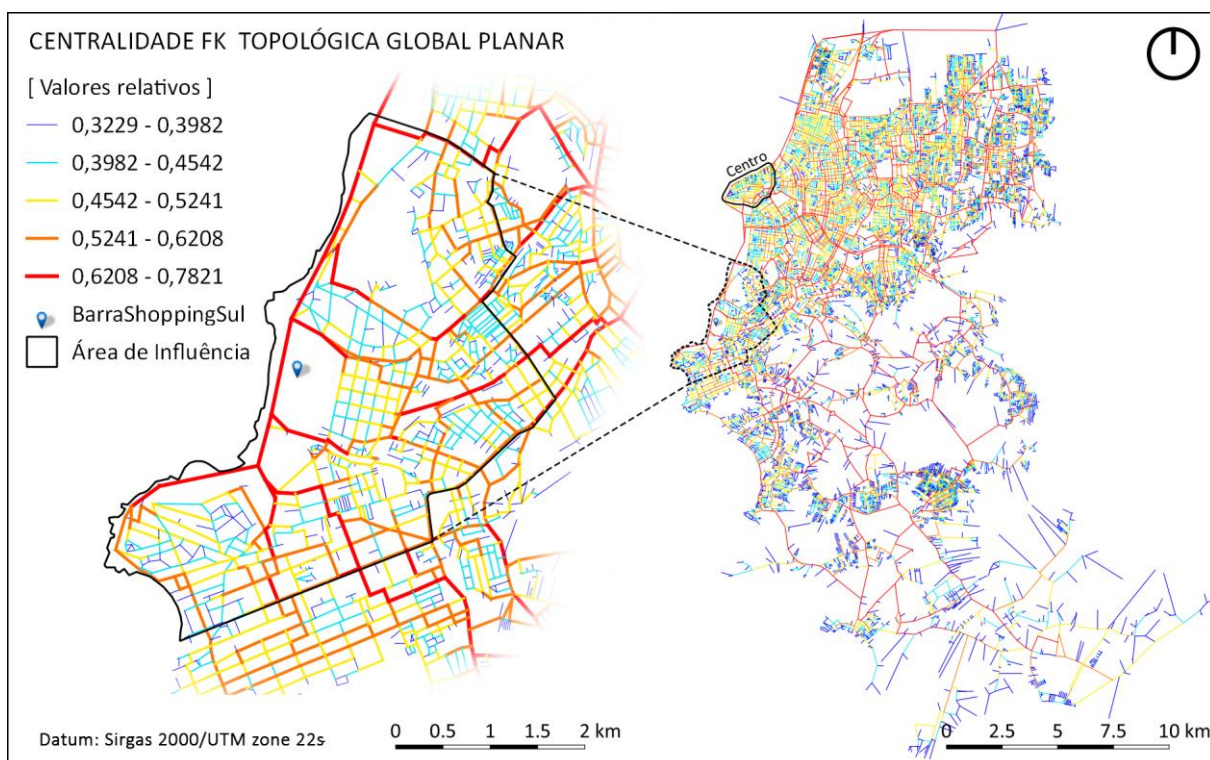 CENTRALIDADE FK TOPOLÓGICA GLOBAL PLANAR
[ Valores relativos ]
0,3229 - 0,3982
0,3982 - 0,4542
0,4542 - 0,5241
0,5241 - 0,6208
0,6208 - 0,7821
BarraShoppingSul
Área de Influência
Centro
Datum: Sirgas 2000/UTM zone 22s
0 0.5 1 1.5 2 km
0 2.5 5 7.5 10 km